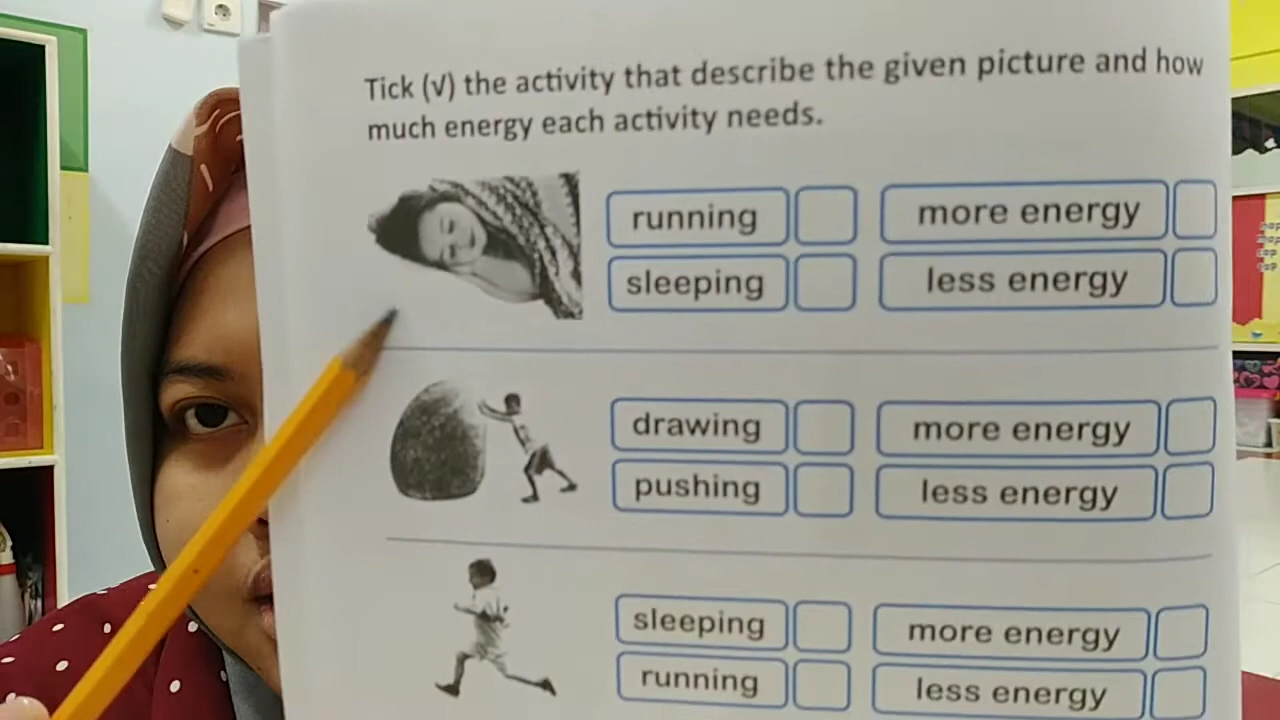 Tick (√) the activity that describe the given picture and how
much energy each activity needs.
running more energy
sleeping less energy
drawing more energy
pushing less energy
sleeping more energy
running less energy